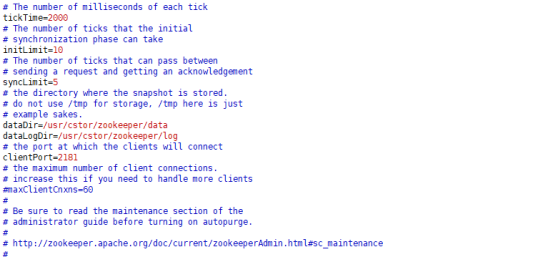 # The number of milliseconds of each tick
tickTime=2000
# The number of ticks that the initial
# synchronization phase can take
initLimit=10
# The number of ticks that can pass between
# sending a request and getting an acknowledgement
syncLimit=5
# the directory where the snapshot is stored.
# do not use /tmp for storage, /tmp here is just
# example sakes.
dataDir=/usr/cstor/zookeeper/data
dataLogDir=/usr/cstor/zookeeper/log
# the port at which the clients will connect
clientPort=2181
# the maximum number of client connections.
# increase this if you need to handle more clients
#maxClientCnxns=60
#
# Be sure to read the maintenance section of the
# administrator guide before turning on autopurge.
#
# http://zookeeper.apache.org/doc/current/zookeeperAdmin.html#sc_maintenance
#